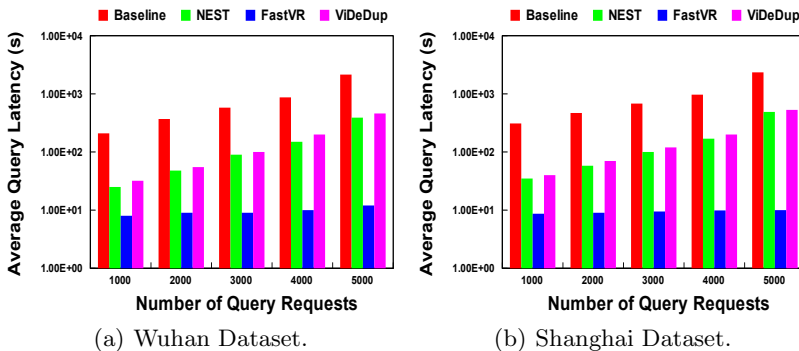 Baseline NEST FastVR ViDeDup
1.00E+04
1.00E+03
1.00E+02
1.00E+01
1.00E+00
Average Query Latency (s)
1000 2000 3000 4000 5000
Number of Query Requests
(a) Wuhan Dataset.
Baseline NEST FastVR ViDeDup
1.00E+04
1.00E+03
1.00E+02
1.00E+01
1.00E+00
Average Query Latency (s)
1000 2000 3000 4000 5000
Number of Query Requests
(b) Shanghai Dataset.